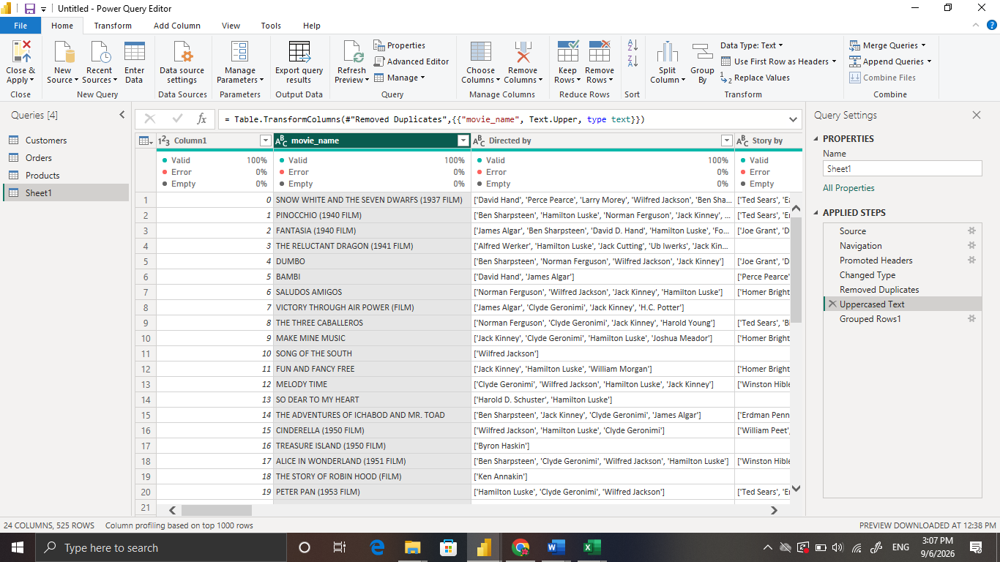 Untitled - Power Query Editor
File Home Transform Add Column View Tools Help
Close & Apply
New Source
Recent Sources
Enter Data
Data source settings
Manage Parameters
Export query results
Refresh Preview
Properties
Advanced Editor
Manage
Choose Columns
Remove Columns
Keep Rows
Remove Rows
Split Column
Group By
Data Type: Text
Use First Row as Headers
Replace Values
Merge Queries
Append Queries
Combine Files
Close New Query Data Sources Parameters Output Data Query Manage Columns Reduce Rows Sort Transform Combine
Queries [4]
Customers
Orders
Products
Sheet1
= Table.TransformColumns(#"Removed Duplicates",{{"movie_name", Text.Upper, type text}})
Column1 movie_name Directed by Story by
Valid 100% Valid 100% Valid 100% Valid
Error 0% Error 0% Error 0% Error
Empty 0% Empty 0% Empty 0% Empty
1 0 SNOW WHITE AND THE SEVEN DWARFS (1937 FILM) ['David Hand', 'Perce Pearce', 'Larry Morey', 'Wilfred Jackson', 'Ben Sha... ['Ted Sears', 'Ea
2 1 PINOCCHIO (1940 FILM) ['Ben Sharpsteen', 'Hamilton Luske', 'Norman Ferguson', 'Jack Kinney', ... ['Ted Sears', 'Er
3 2 FANTASIA (1940 FILM) ['James Algar', 'Ben Sharpsteen', 'David D. Hand', 'Hamilton Luske', 'Fo... ['Joe Grant', 'D
4 3 THE RELUCTANT DRAGON (1941 FILM) ['Alfred Werker', 'Hamilton Luske', 'Jack Cutting', 'Ub Iwerks', 'Jack Kin...
5 4 DUMBO ['Ben Sharpsteen', 'Norman Ferguson', 'Wilfred Jackson', 'Jack Kinney'] ['Joe Grant', 'D
6 5 BAMBI ['David Hand', 'James Algar'] ['Perce Pearce'
7 6 SALUDOS AMIGOS ['Norman Ferguson', 'Wilfred Jackson', 'Jack Kinney', 'Hamilton Luske'] ['Homer Bright
8 7 VICTORY THROUGH AIR POWER (FILM) ['James Algar', 'Clyde Geronimi', 'Jack Kinney', 'H.C. Potter']
9 8 THE THREE CABALLEROS ['Norman Ferguson', 'Clyde Geronimi', 'Jack Kinney', 'Harold Young'] ['Ted Sears', 'Bi
10 9 MAKE MINE MUSIC ['Jack Kinney', 'Clyde Geronimi', 'Hamilton Luske', 'Joshua Meador'] ['Homer Bright
11 10 SONG OF THE SOUTH ['Wilfred Jackson']
12 11 FUN AND FANCY FREE ['Jack Kinney', 'Hamilton Luske', 'William Morgan'] ['Homer Bright
13 12 MELODY TIME ['Clyde Geronimi', 'Wilfred Jackson', 'Hamilton Luske', 'Jack Kinney'] ['Winston Hible
14 13 SO DEAR TO MY HEART ['Harold D. Schuster', 'Hamilton Luske']
15 14 THE ADVENTURES OF ICHABOD AND MR. TOAD ['Ben Sharpsteen', 'Jack Kinney', 'Clyde Geronimi', 'James Algar'] ['Erdman Penn
16 15 CINDERELLA (1950 FILM) ['Wilfred Jackson', 'Hamilton Luske', 'Clyde Geronimi'] ['William Peet',
17 16 TREASURE ISLAND (1950 FILM) ['Byron Haskin']
18 17 ALICE IN WONDERLAND (1951 FILM) ['Ben Sharpsteen', 'Clyde Geronimi', 'Wilfred Jackson', 'Hamilton Luske'] ['Winston Hible
19 18 THE STORY OF ROBIN HOOD (FILM) ['Ken Annakin']
20 19 PETER PAN (1953 FILM) ['Hamilton Luske', 'Clyde Geronimi', 'Wilfred Jackson'] ['Ted Sears', 'Er
21
Query Settings
PROPERTIES
Name
Sheet1
All Properties
APPLIED STEPS
Source
Navigation
Promoted Headers
Changed Type
Removed Duplicates
Uppercased Text
Grouped Rows1
24 COLUMNS, 525 ROWS Column profiling based on top 1000 rows PREVIEW DOWNLOADED AT 12:38 PM
Type here to search
ENG
3:07 PM
9/6/2026